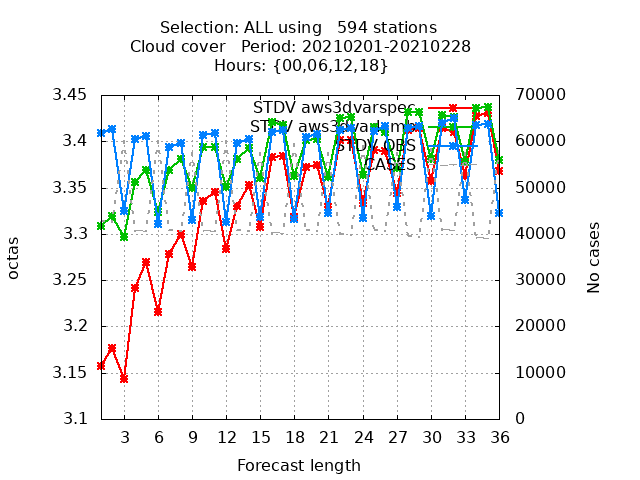 Selection: ALL using   594 stations
Cloud cover   Period: 20210201-20210228
Hours: {00,06,12,18}
3.45
3.4
3.35
3.3
3.25
3.2
3.15
3.1
70000
60000
50000
40000
30000
20000
10000
0
octas
No cases
STDV aws3dvarspec
STDV OBS
CASES
3 6 9 12 15 18 21 24 27 30 33 36
Forecast length